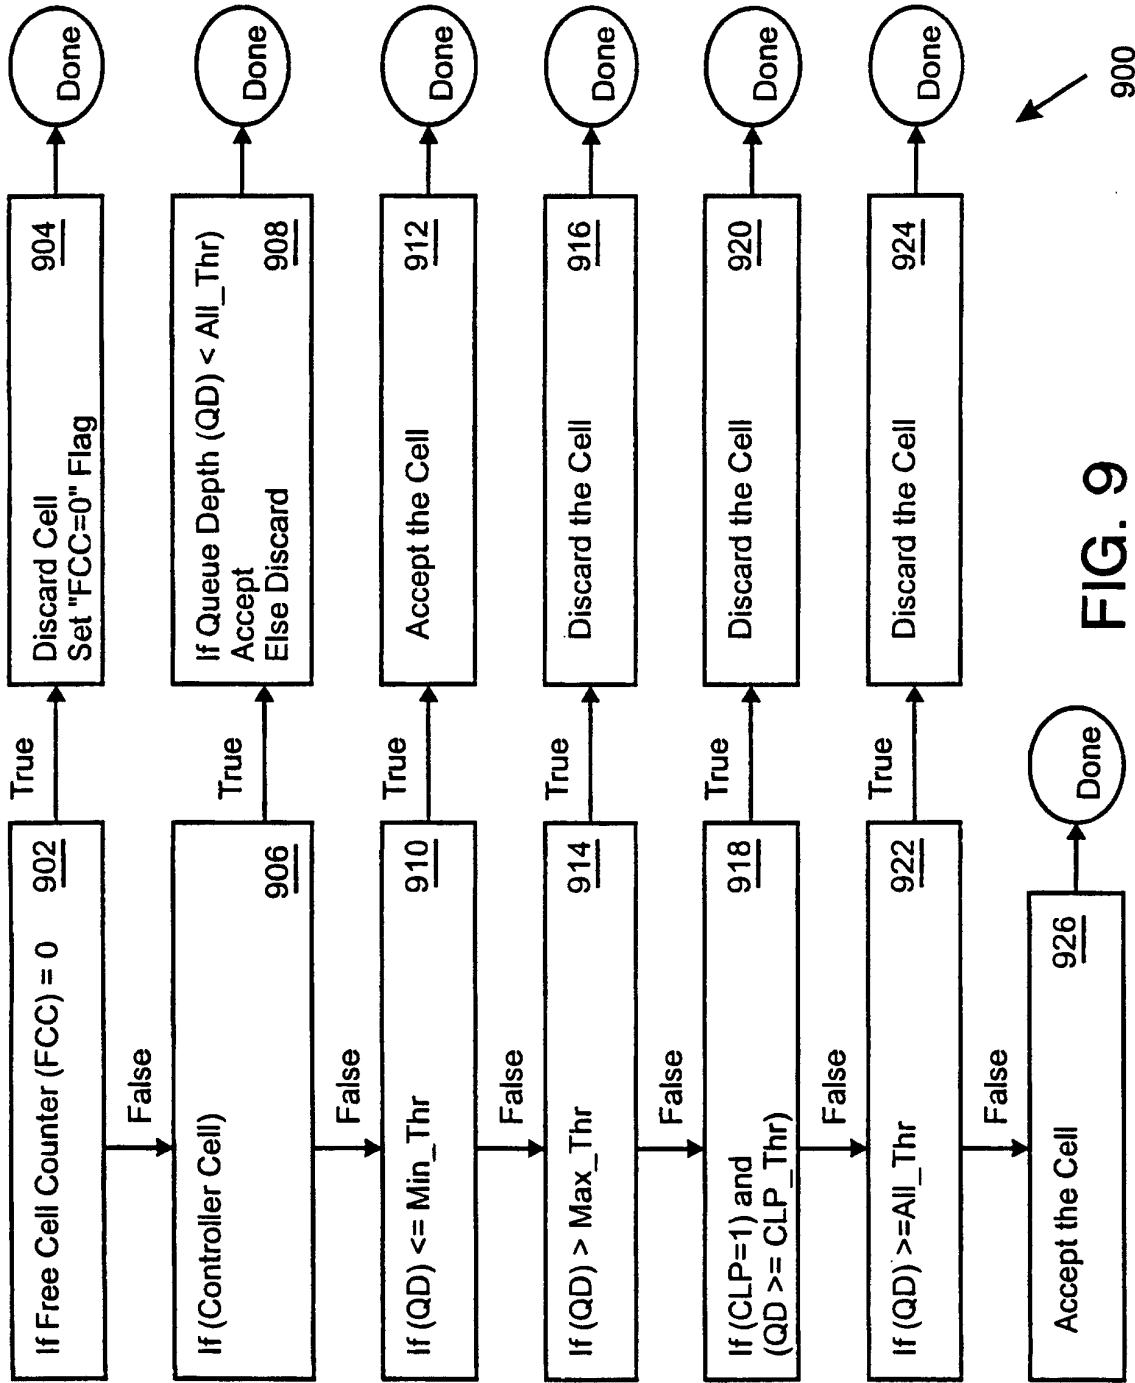 If Free Cell Counter (FCC) = 0
902
True
Discard Cell
Set "FCC=0" Flag
904
Done
False
If (Controller Cell)
906
True
If Queue Depth (QD) < All_Thr)
Accept
Else Discard
908
Done
False
If (QD) <= Min_Thr
910
True
Accept the Cell
912
Done
False
If (QD) > Max_Thr
914
True
Discard the Cell
916
Done
False
If (CLP=1) and
(QD >= CLP_Thr)
918
True
Discard the Cell
920
Done
False
If (QD) >=All_Thr
922
True
Discard the Cell
924
Done
False
Accept the Cell
926
Done
FIG. 9
900